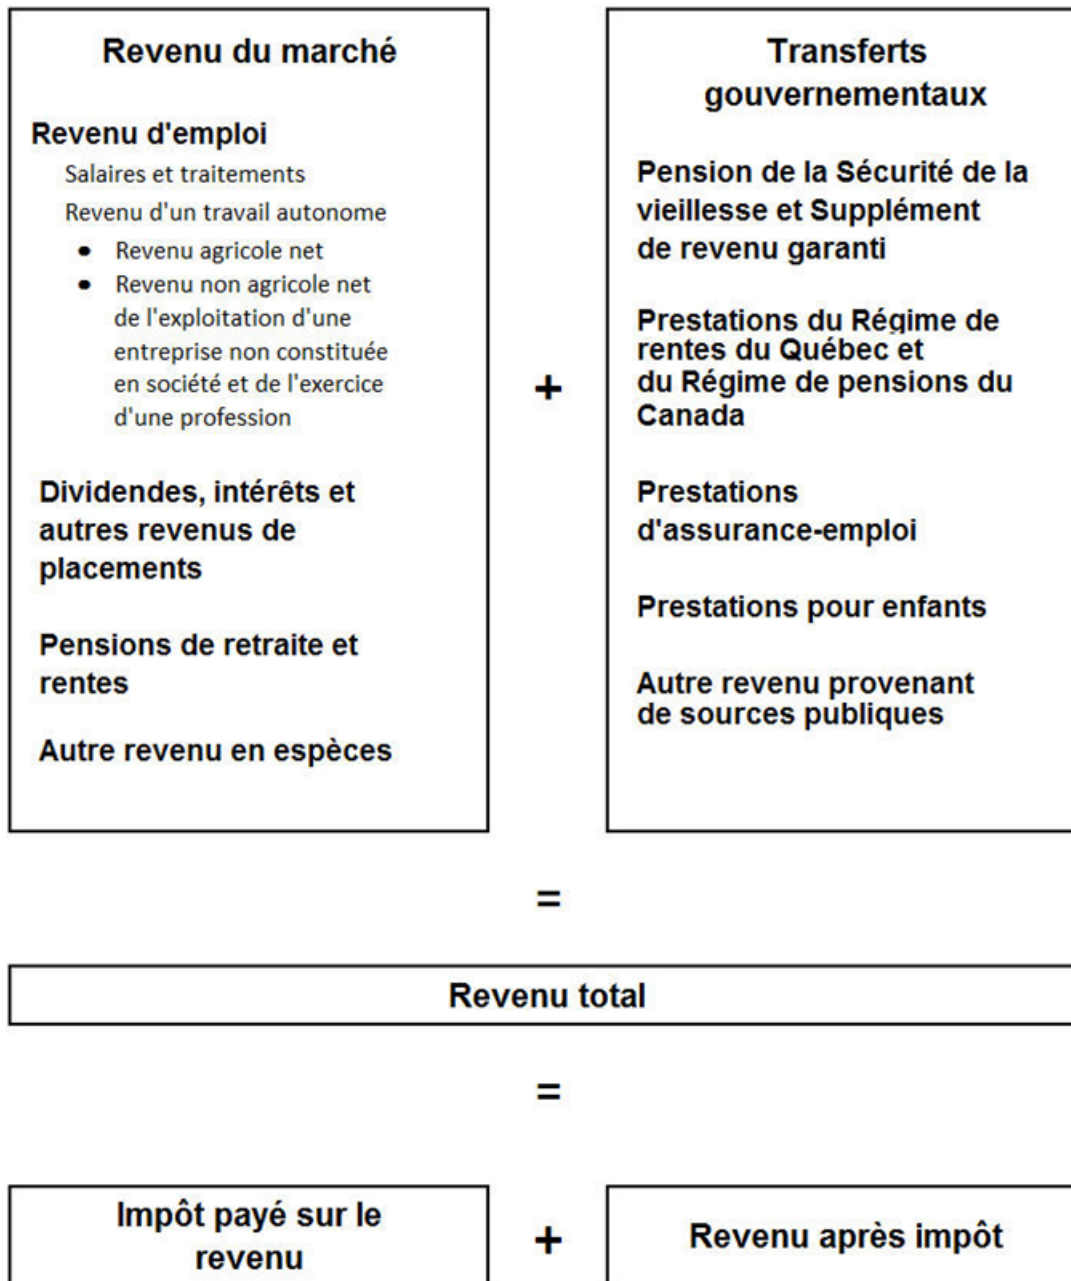 Revenu du marché
Revenu d'emploi
Salaires et traitements
Revenu d'un travail autonome
• Revenu agricole net
• Revenu non agricole net
de l'exploitation d'une
entreprise non constituée
en société et de l'exercice
d'une profession
Dividendes, intérêts et
autres revenus de
placements
Pensions de retraite et
rentes
Autre revenu en espèces
+
Transferts
gouvernementaux
Pension de la Sécurité de la
vieillesse et Supplément
de revenu garanti
Prestations du Régime de
rentes du Québec et
du Régime de pensions du
Canada
Prestations
d'assurance-emploi
Prestations pour enfants
Autre revenu provenant
de sources publiques
=
Revenu total
=
Impôt payé sur le
revenu
+
Revenu après impôt